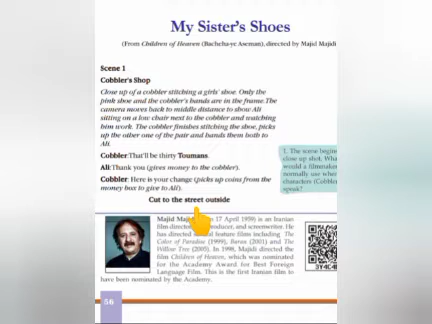 My Sister's Shoes
(From Children of Heaven (Bachcha-ye Aseman), directed by Majid Majidi
Scene 1
Cobbler's Shop
Close up of a cobbler stitching a girls' shoe. Only the
pink shoe and the cobbler's hands are in the frame.The
camera moves back to middle distance to show Ali
sitting on a low chair next to the cobbler and watching
him work. The cobbler finishes stitching the shoe, picks
up the other one of the pair and hands them both to
Ali.
Cobbler:That'll be thirty Toumans.
Ali:Thank you (gives money to the cobbler).
Cobbler: Here is your change (picks up coins from the
money box to give to Ali).
Cut to the street outside
1. The scene begins
close up shot. Wha
would a filmmaker
normally use when
characters (Cobbler
speak?
Majid 17 April 1959) is an Iranian
film director, producer, and screenwriter. He
has directed feature films including The
Color of Paradise (1999), Baran (2001) and The
Willow Tree (2005). In 1998, Majidi directed the
film Children of Heaven, which was nominated
for the Academy Award for Best Foreign
Language Film. This is the first Iranian film to
have been nominated by the Academy.
3Y4C4B
56